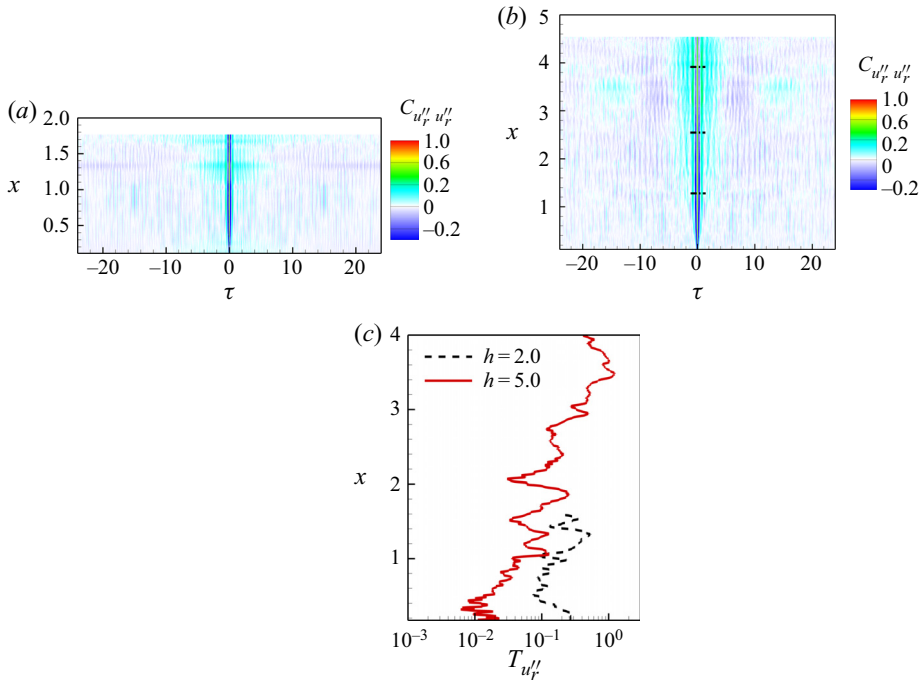 (a)
2.0
1.5
1.0
0.5
x
−20 −10 0 10 20
τ
C_{u''_r u''_r}
1.0
0.6
0.2
0
−0.2
(b)
5
4
3
2
1
x
−20 −10 0 10 20
τ
C_{u''_r u''_r}
1.0
0.6
0.2
0
−0.2
(c)
4
3
2
1
x
h = 2.0
h = 5.0
10^{−3} 10^{−2} 10^{−1} 10^{0}
T_{u''_r}